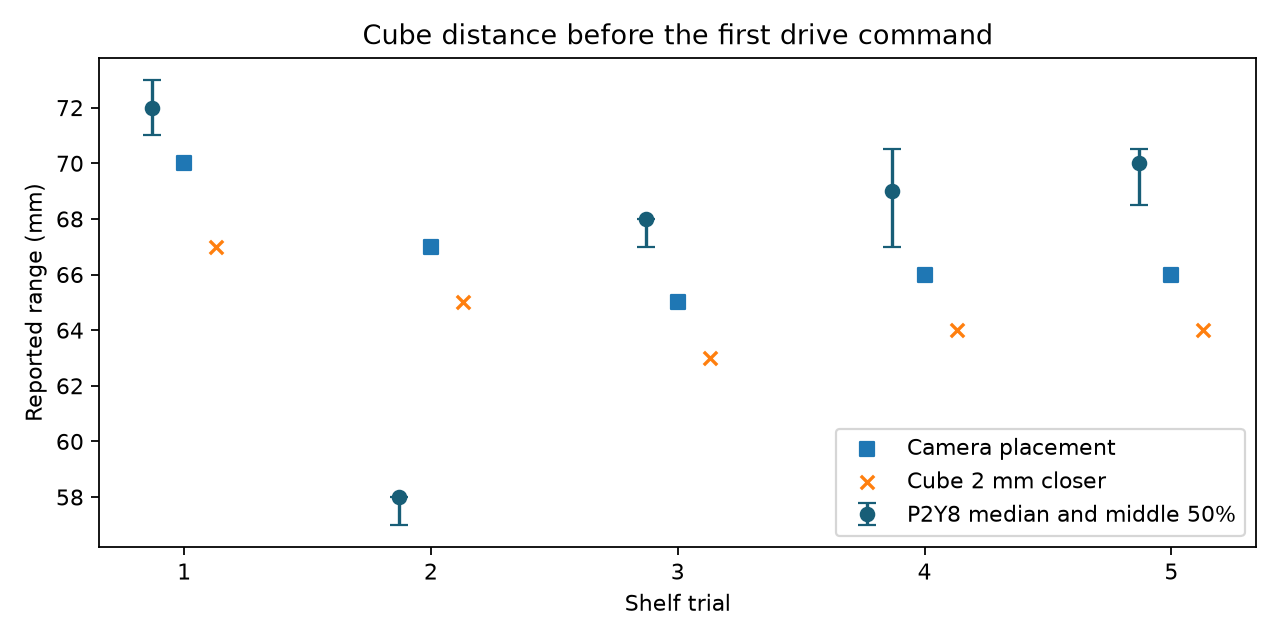 Cube distance before the first drive command
Reported range (mm)
72
70
68
66
64
62
60
58
Camera placement
Cube 2 mm closer
P2Y8 median and middle 50%
1 2 3 4 5
Shelf trial